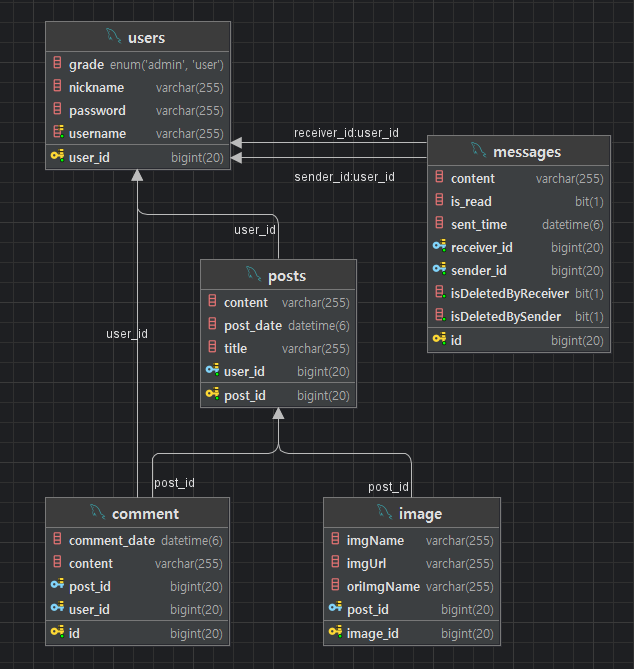 users
grade enum('admin', 'user')
nickname varchar(255)
password varchar(255)
username varchar(255)
user_id bigint(20)
receiver_id:user_id
sender_id:user_id
messages
content varchar(255)
is_read bit(1)
sent_time datetime(6)
receiver_id bigint(20)
sender_id bigint(20)
isDeletedByReceiver bit(1)
isDeletedBySender bit(1)
id bigint(20)
user_id
posts
content varchar(255)
post_date datetime(6)
title varchar(255)
user_id bigint(20)
post_id bigint(20)
user_id
post_id
post_id
comment
comment_date datetime(6)
content varchar(255)
post_id bigint(20)
user_id bigint(20)
id bigint(20)
image
imgName varchar(255)
imgUrl varchar(255)
oriImgName varchar(255)
post_id bigint(20)
image_id bigint(20)